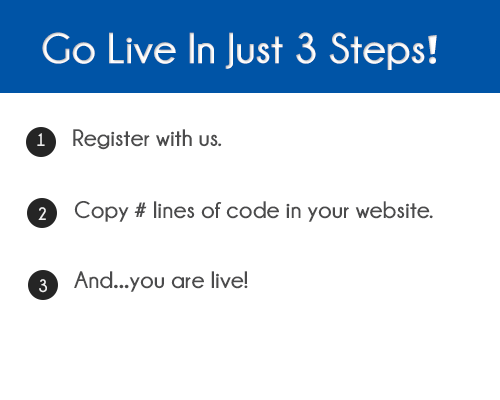 Go Live In Just 3 Steps!
1 Register with us.
2 Copy # lines of code in your website.
3 And...you are live!